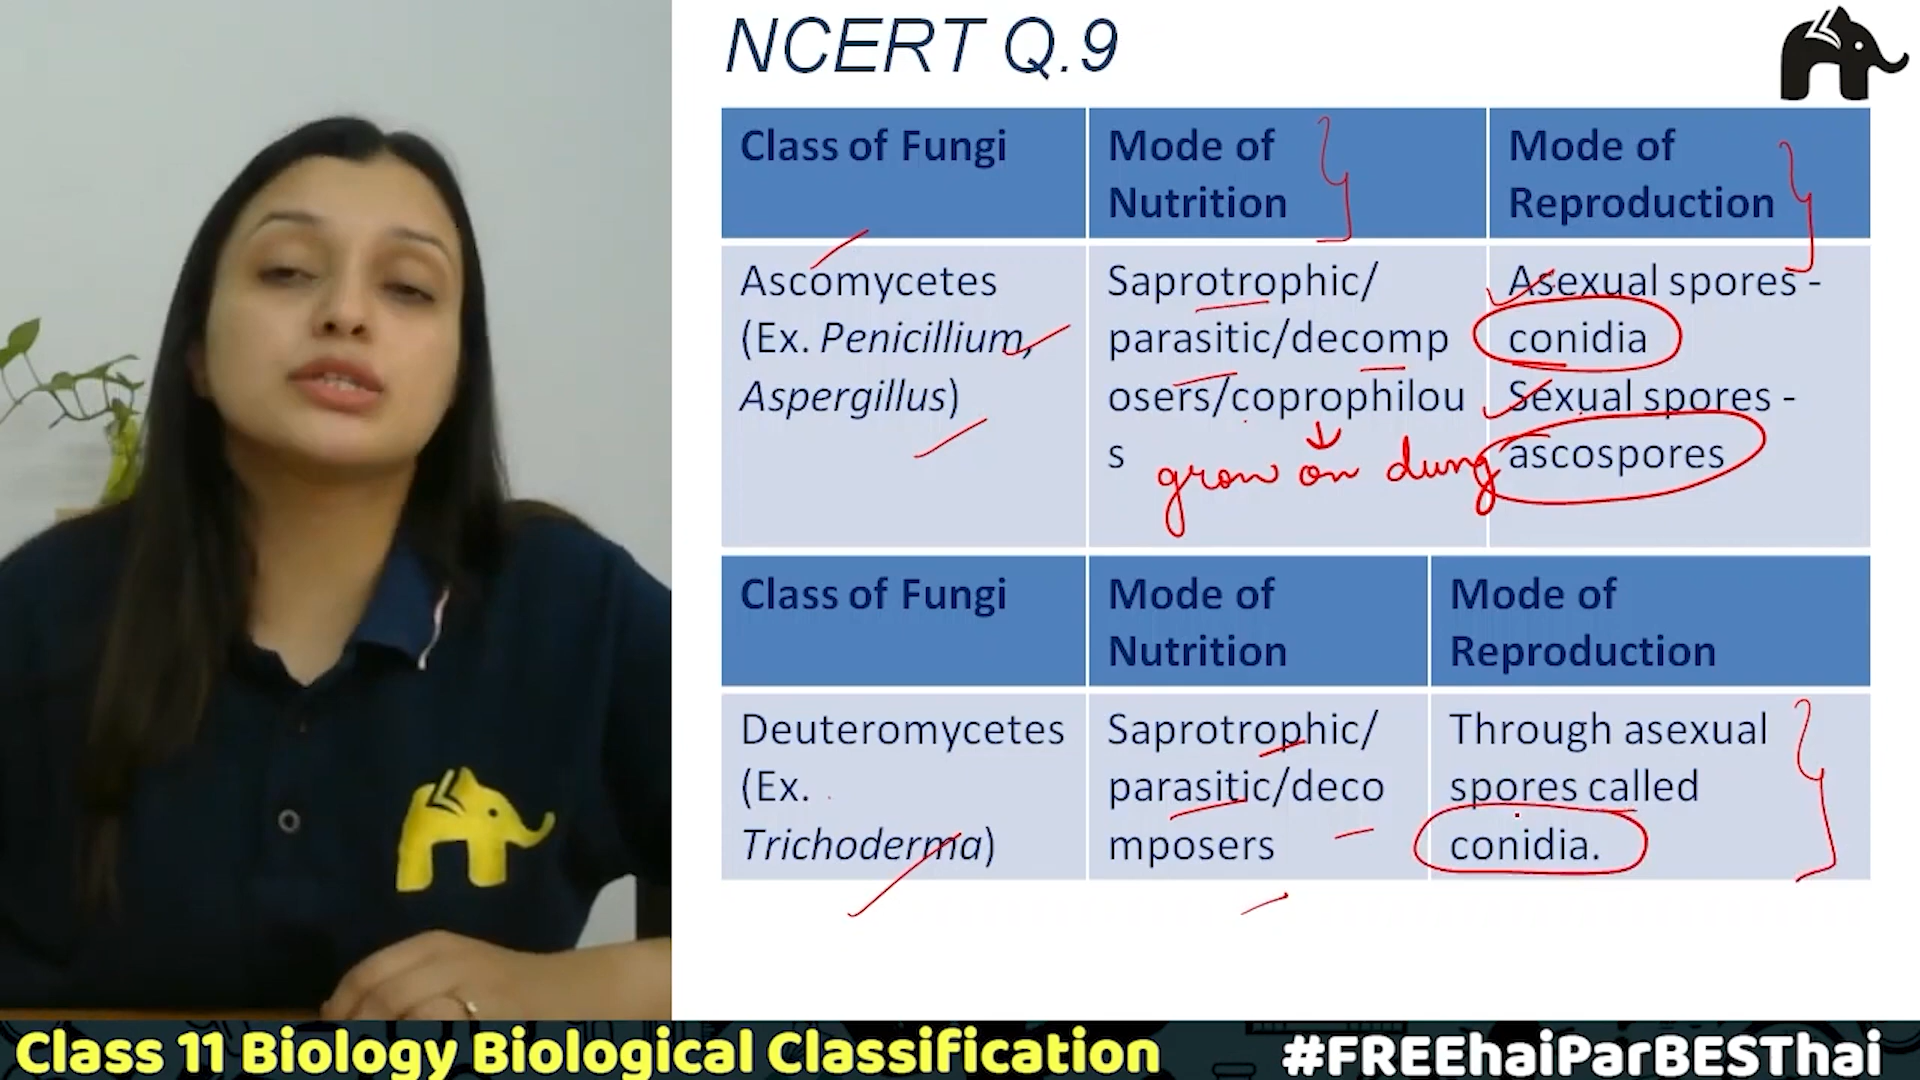 NCERT Q.9
Class of Fungi
Mode of
Nutrition
Mode of
Reproduction
Ascomycetes
(Ex. Penicillium,
Aspergillus)
Saprotrophic/
parasitic/decomp
osers/coprophilou
s
grow on dung
Asexual spores -
conidia
Sexual spores -
ascospores
Class of Fungi
Mode of
Nutrition
Mode of
Reproduction
Deuteromycetes
(Ex.
Trichoderma)
Saprotrophic/
parasitic/deco
mposers
Through asexual
spores called
conidia.
Class 11 Biology Biological Classification
#FREEhaiParBESThai